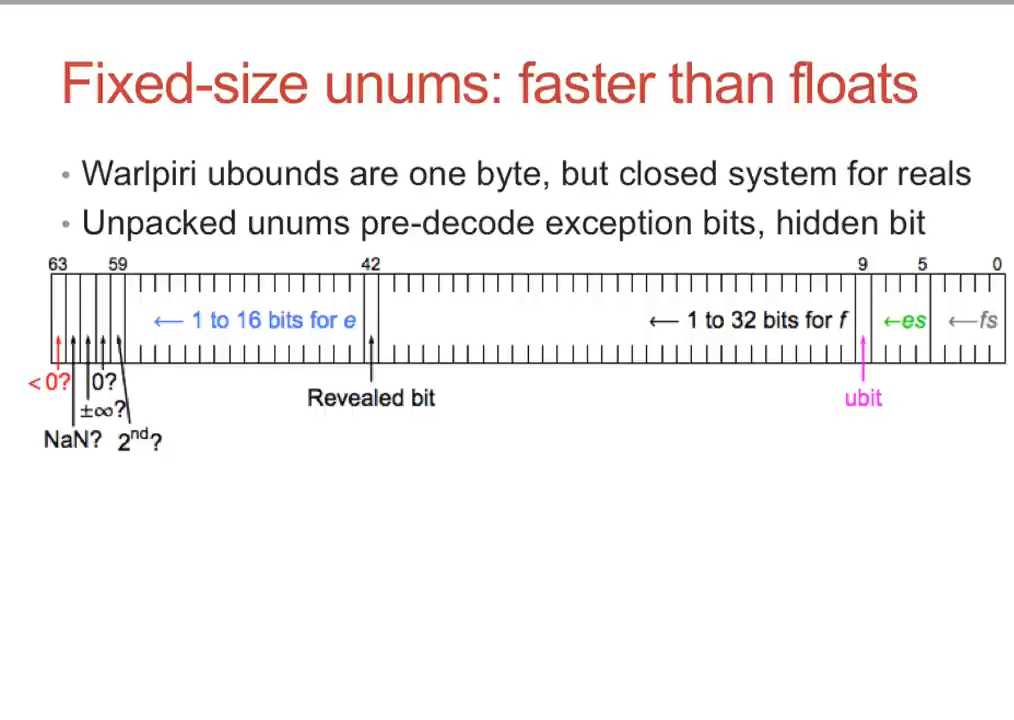 Fixed-size unums: faster than floats
• Warlpiri ubounds are one byte, but closed system for reals
• Unpacked unums pre-decode exception bits, hidden bit
63 59 42 9 5 0
← 1 to 16 bits for e ← 1 to 32 bits for f ←es ←fs
<0? 0? Revealed bit ubit
±∞?
NaN? 2nd?